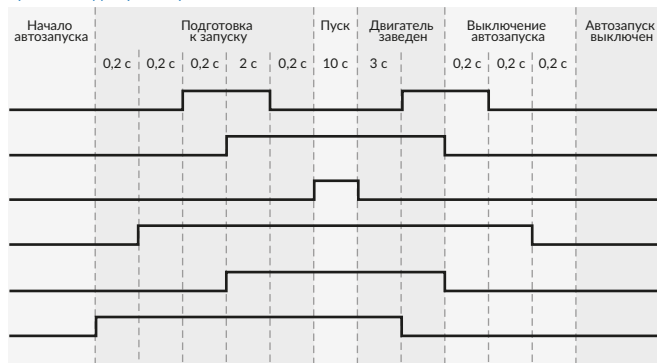 Начало автозапуска
Подготовка к запуску
Пуск
Двигатель заведен
Выключение автозапуска
Автозапуск выключен
0,2 с 0,2 с 0,2 с 2 с 0,2 с 10 с 3 с 0,2 с 0,2 с 0,2 с